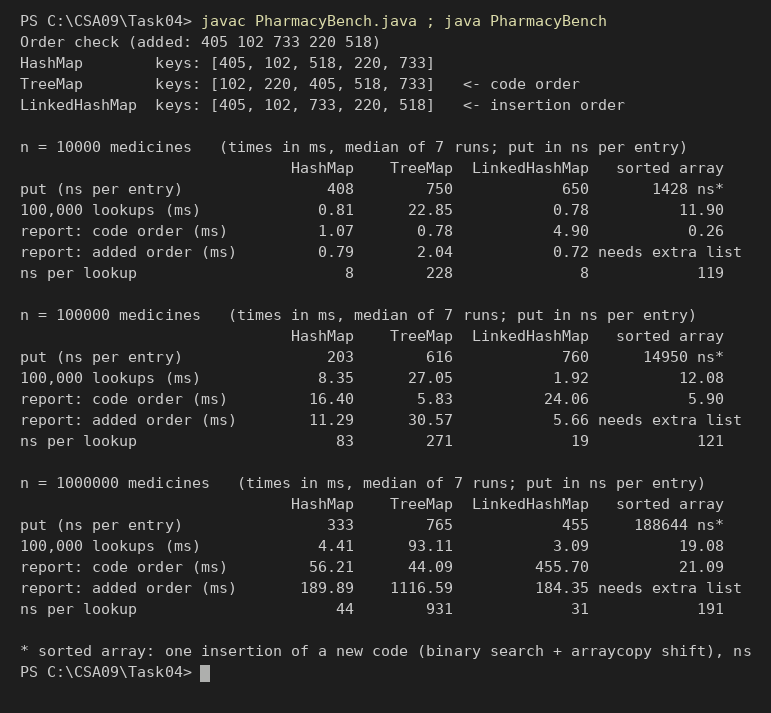 PS C:\CSA09\Task04> javac PharmacyBench.java ; java PharmacyBench
Order check (added: 405 102 733 220 518)
HashMap        keys: [405, 102, 518, 220, 733]
TreeMap        keys: [102, 220, 405, 518, 733]   <- code order
LinkedHashMap  keys: [405, 102, 733, 220, 518]   <- insertion order

n = 10000 medicines   (times in ms, median of 7 runs; put in ns per entry)
                              HashMap    TreeMap  LinkedHashMap   sorted array
put (ns per entry)                408        750            650       1428 ns*
100,000 lookups (ms)             0.81      22.85           0.78          11.90
report: code order (ms)          1.07       0.78           4.90           0.26
report: added order (ms)         0.79       2.04           0.72 needs extra list
ns per lookup                       8        228              8            119

n = 100000 medicines   (times in ms, median of 7 runs; put in ns per entry)
                              HashMap    TreeMap  LinkedHashMap   sorted array
put (ns per entry)                203        616            760      14950 ns*
100,000 lookups (ms)             8.35      27.05           1.92          12.08
report: code order (ms)         16.40       5.83          24.06           5.90
report: added order (ms)        11.29      30.57           5.66 needs extra list
ns per lookup                      83        271             19            121

n = 1000000 medicines   (times in ms, median of 7 runs; put in ns per entry)
                              HashMap    TreeMap  LinkedHashMap   sorted array
put (ns per entry)                333        765            455     188644 ns*
100,000 lookups (ms)             4.41      93.11           3.09          19.08
report: code order (ms)         56.21      44.09         455.70          21.09
report: added order (ms)       189.89    1116.59         184.35 needs extra list
ns per lookup                      44        931             31            191

* sorted array: one insertion of a new code (binary search + arraycopy shift), ns
PS C:\CSA09\Task04>